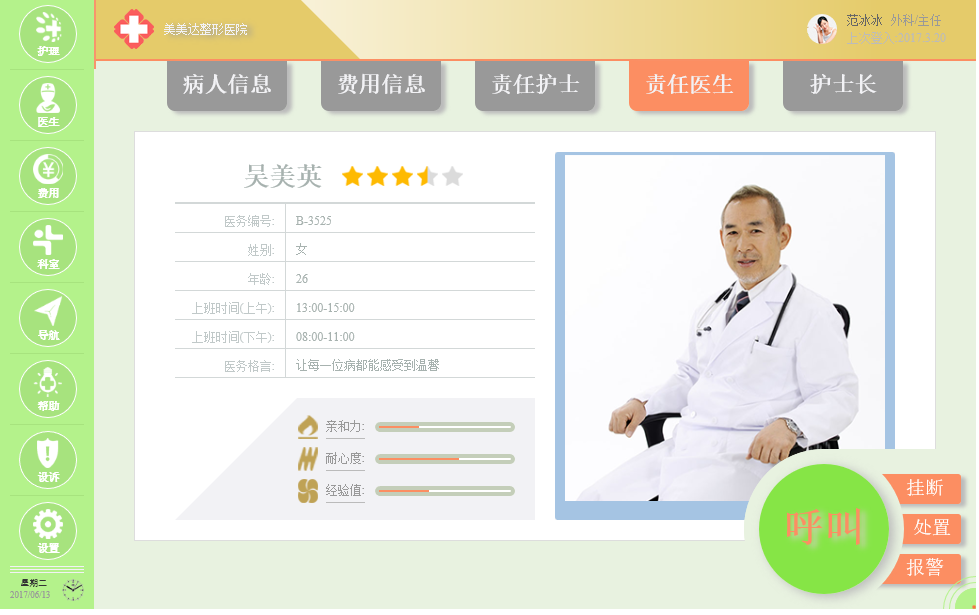 美美达整形医院
范冰冰 外科/主任
上次登入:2017.3.20
护理
医生
费用
科室
导航
帮助
设诉
设置
星期二
2017/06/13
病人信息
费用信息
责任护士
责任医生
护士长
吴美英
医务编号: B-3525
姓别: 女
年龄: 26
上班时间(上午): 13:00-15:00
上班时间(下午): 08:00-11:00
医务格言: 让每一位病都能感受到温馨
亲和力:
耐心度:
经验值:
呼叫
挂断
处置
报警